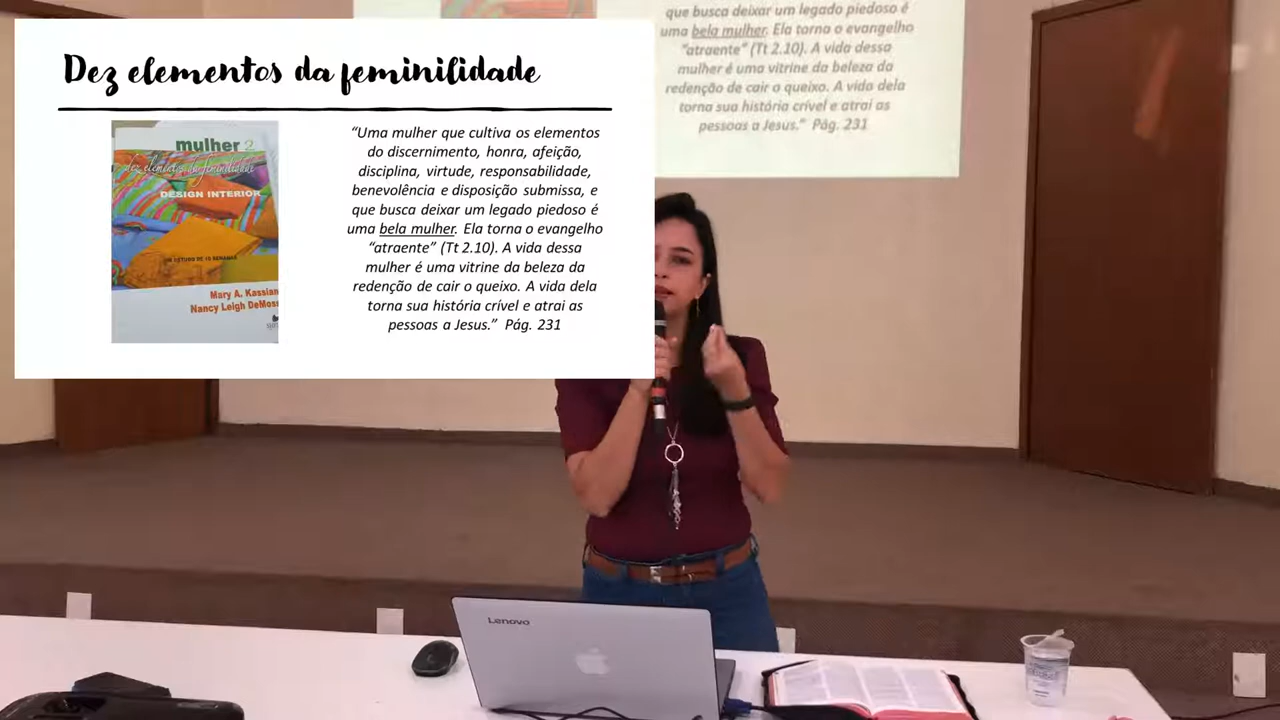 Dez elementos da feminilidade
mulher 2
dez elementos da feminilidade
DESIGN INTERIOR
UM ESTUDO DE 10 SEMANAS
Mary A. Kassian
Nancy Leigh DeMoss
“Uma mulher que cultiva os elementos
do discernimento, honra, afeição,
disciplina, virtude, responsabilidade,
benevolência e disposição submissa, e
que busca deixar um legado piedoso é
uma bela mulher. Ela torna o evangelho
“atraente” (Tt 2.10). A vida dessa
mulher é uma vitrine da beleza da
redenção de cair o queixo. A vida dela
torna sua história crível e atrai as
pessoas a Jesus.” Pág. 231
que busca deixar um legado piedoso é
uma bela mulher. Ela torna o evangelho
“atraente” (Tt 2.10). A vida dessa
mulher é uma vitrine da beleza da
redenção de cair o queixo. A vida dela
torna sua história crível e atrai as
pessoas a Jesus.” Pág. 231
Lenovo